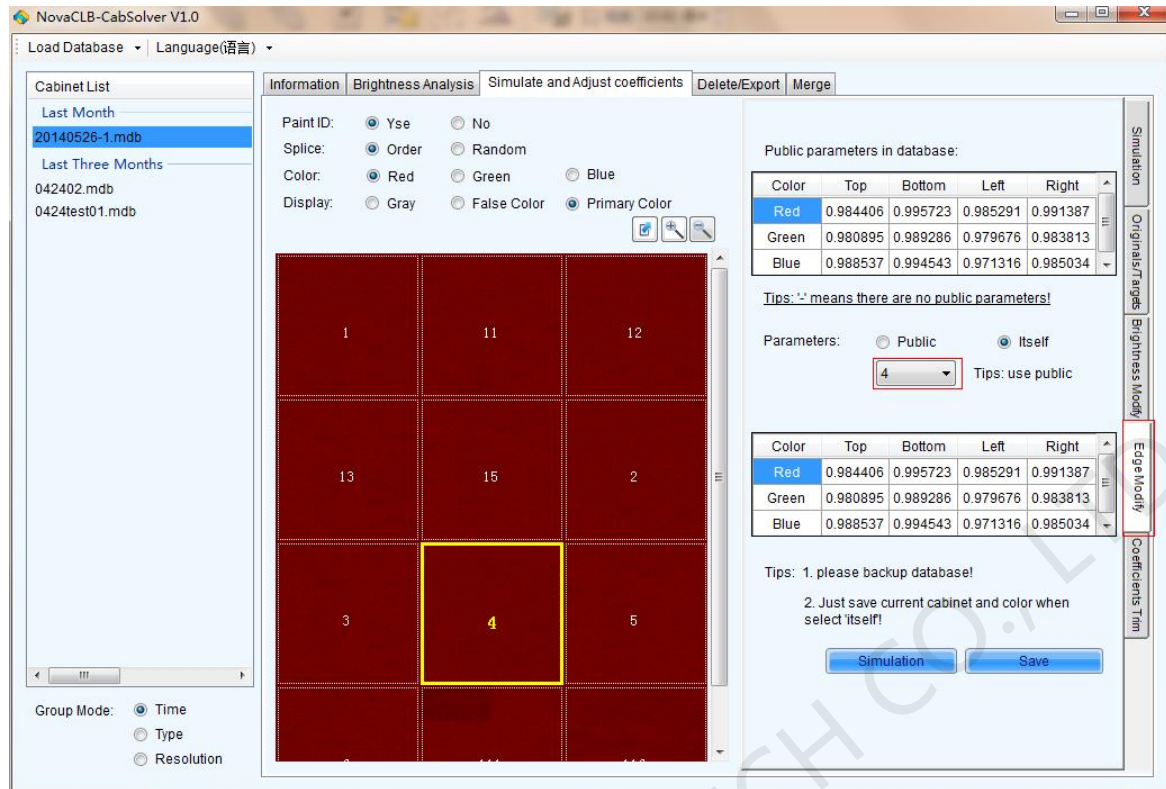 NovaCLB-CabSolver V1.0
Load Database Language(语言)
Cabinet List
Last Month
20140526-1.mdb
Last Three Months
042402.mdb
0424test01.mdb
Group Mode: Time
Type
Resolution
Information Brightness Analysis Simulate and Adjust coefficients Delete/Export Merge
Paint ID: Yse No
Splice: Order Random
Color: Red Green Blue
Display: Gray False Color Primary Color
1 11 12
13 15 2
3 4 5
Public parameters in database:
Color Top Bottom Left Right
Red 0.984406 0.995723 0.985291 0.991387
Green 0.980895 0.989286 0.979676 0.983813
Blue 0.988537 0.994543 0.971316 0.985034
Tips: '-' means there are no public parameters!
Parameters: Public Itself
4 Tips: use public
Color Top Bottom Left Right
Red 0.984406 0.995723 0.985291 0.991387
Green 0.980895 0.989286 0.979676 0.983813
Blue 0.988537 0.994543 0.971316 0.985034
Tips: 1. please backup database!
2. Just save current cabinet and color when
select 'itself'!
Simulation Save
Simulation
Originals/Targets
Brightness Modify
Edge Modify
Coefficients Trim
CH CO., LTD